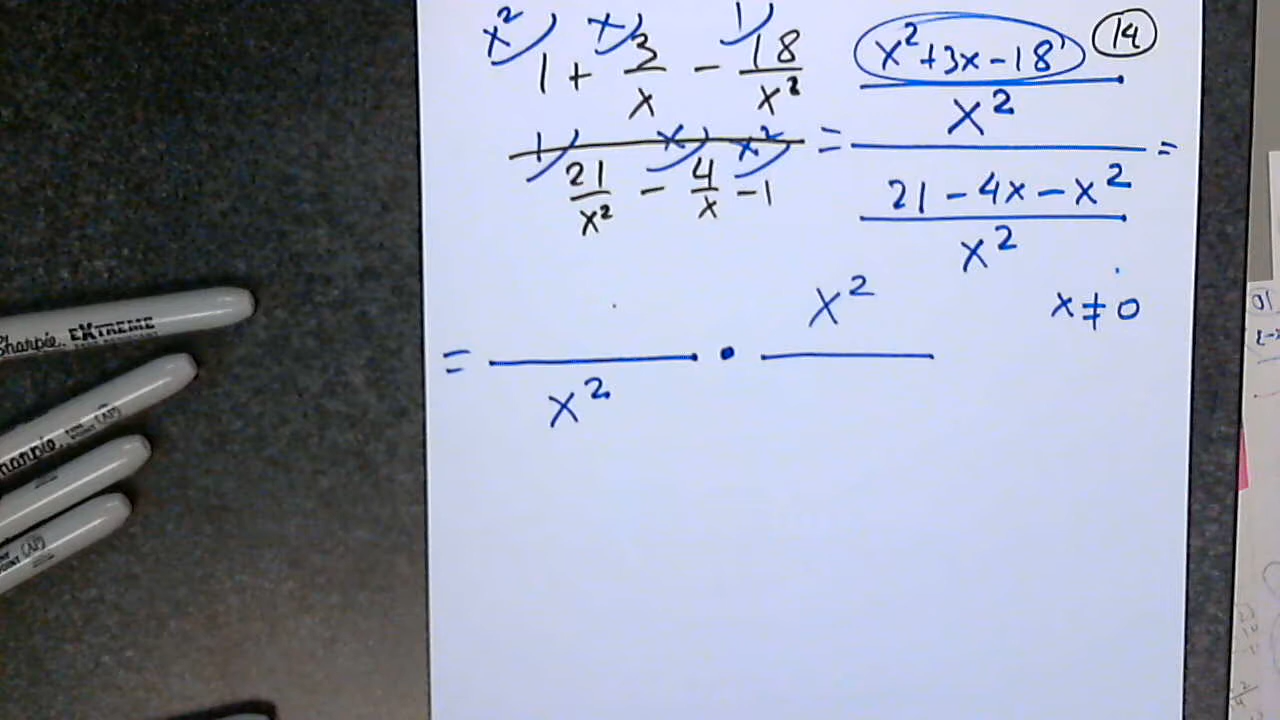 x² x 1
1 + 3/x - 18/x² = (x²+3x-18)/x² (14)
1 x x²
21/x² - 4/x - 1 (21-4x-x²)/x² =
x ≠ 0
= ——/x² · x²/——
Sharpie. EXTREME
Sharpie.